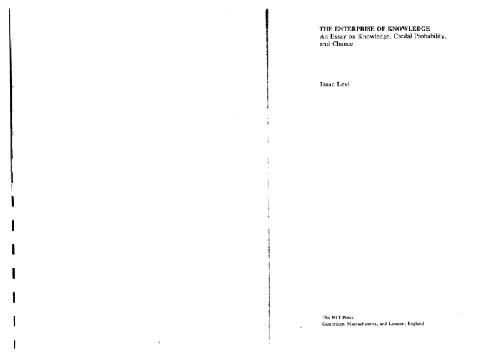 THE ENTERPRISE OF KNOWLEDGE
An Essay on Knowledge, Credal Probability,
and Chance
Isaac Levi
The MIT Press
Cambridge, Massachusetts, and London, England